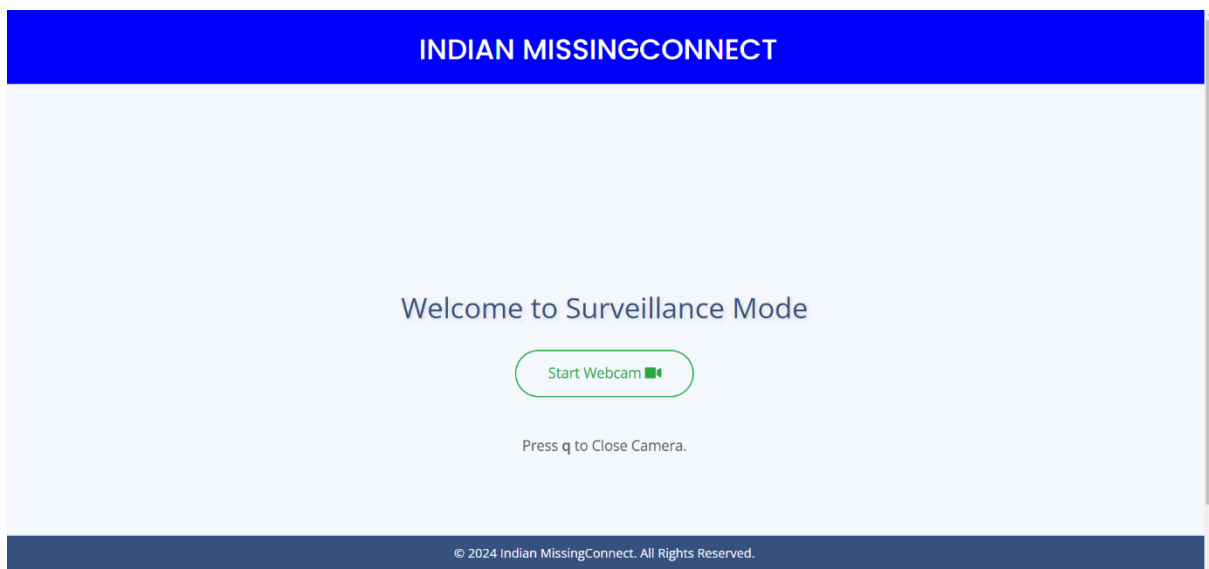 INDIAN MISSINGCONNECT
Welcome to Surveillance Mode
Start Webcam
Press q to Close Camera.
© 2024 Indian MissingConnect. All Rights Reserved.